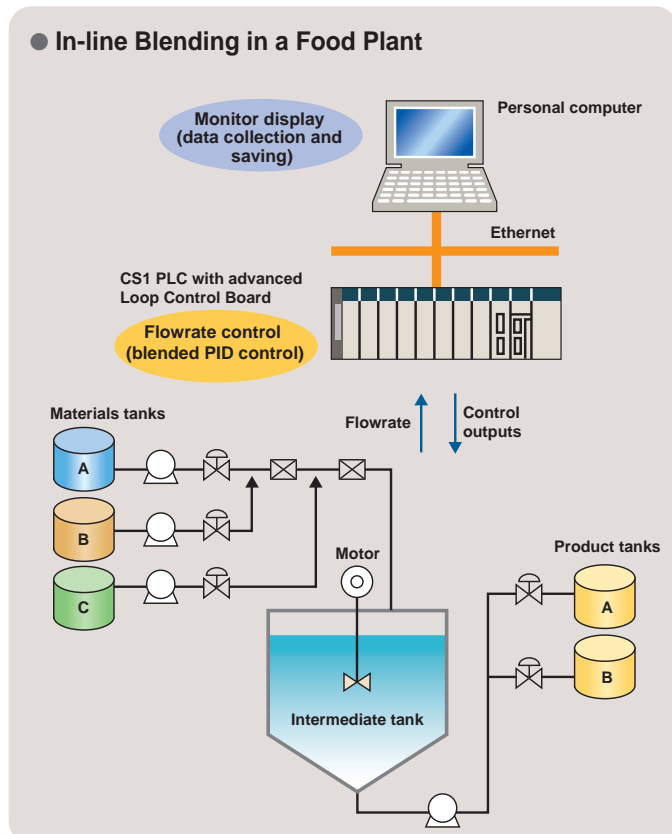 In-line Blending in a Food Plant
Monitor display
(data collection and
saving)
Personal computer
Ethernet
CS1 PLC with advanced
Loop Control Board
Flowrate control
(blended PID control)
Flowrate
Control
outputs
Materials tanks
A
B
C
Motor
Product tanks
A
B
Intermediate tank